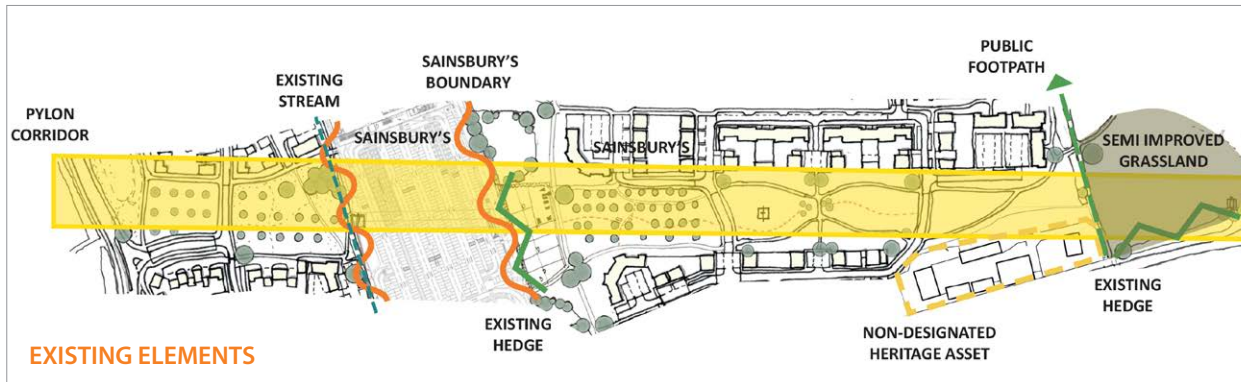 PYLON
CORRIDOR
EXISTING
STREAM
SAINSBURY'S
BOUNDARY
SAINSBURY'S
SAINSBURY'S
PUBLIC
FOOTPATH
SEMI IMPROVED
GRASSLAND
EXISTING
HEDGE
NON-DESIGNATED
HERITAGE ASSET
EXISTING
HEDGE
EXISTING ELEMENTS